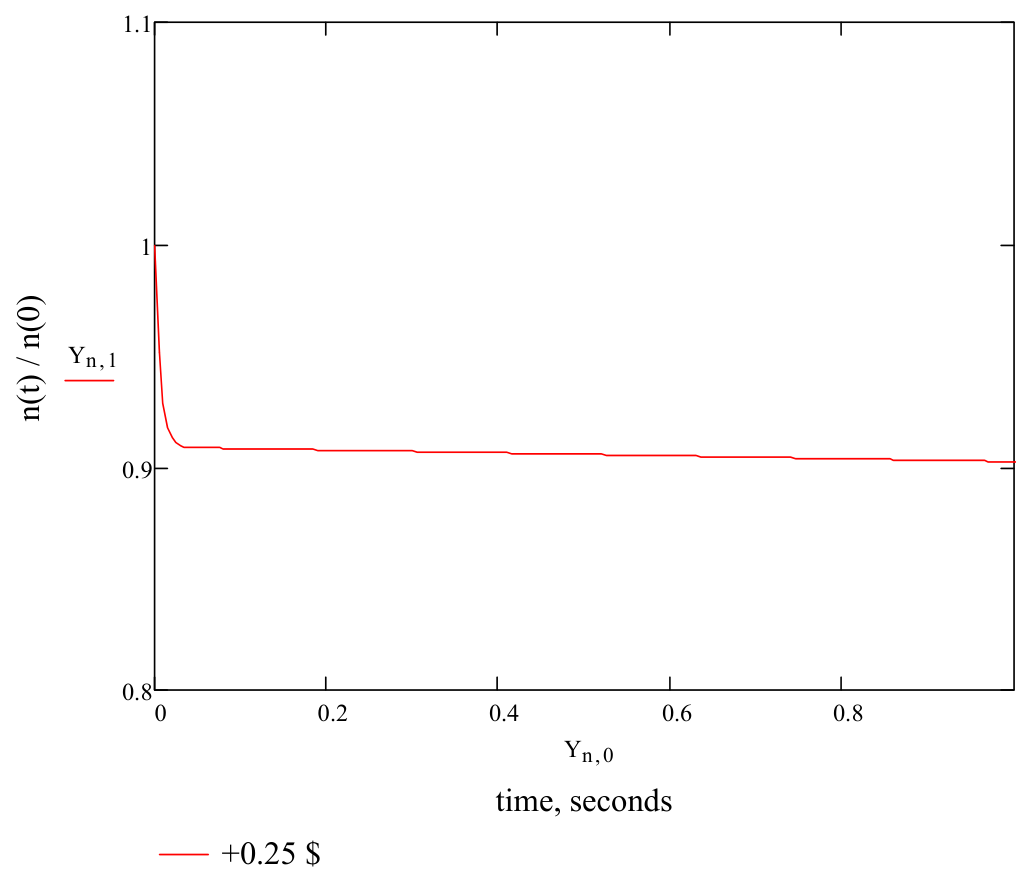 1.1
1
0.9
0.8
n(t) / n(0)
Yn,1
0
0.2
0.4
0.6
0.8
Yn,0
time, seconds
+0.25 $